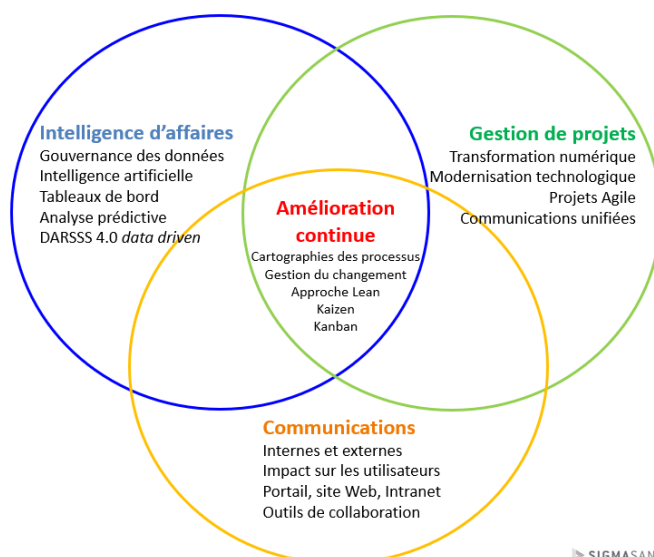 Intelligence d'affaires
Gouvernance des données
Intelligence artificielle
Tableaux de bord
Analyse prédictive
DARSSS 4.0 data driven
Gestion de projets
Transformation numérique
Modernisation technologique
Projets Agile
Communications unifiées
Amélioration
continue
Cartographies des processus
Gestion du changement
Approche Lean
Kaizen
Kanban
Communications
Internes et externes
Impact sur les utilisateurs
Portail, site Web, Intranet
Outils de collaboration
SIGMASAN